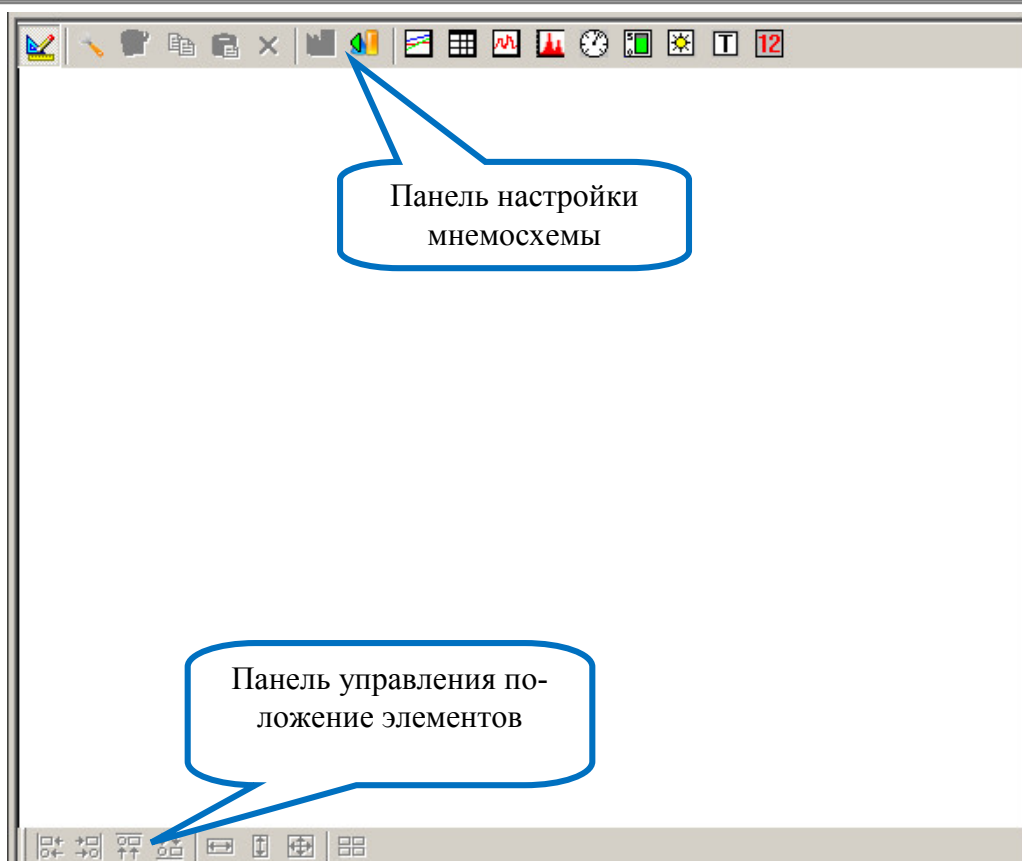 T 12
Панель настройки
мнемосхемы
Панель управления по-
ложение элементов